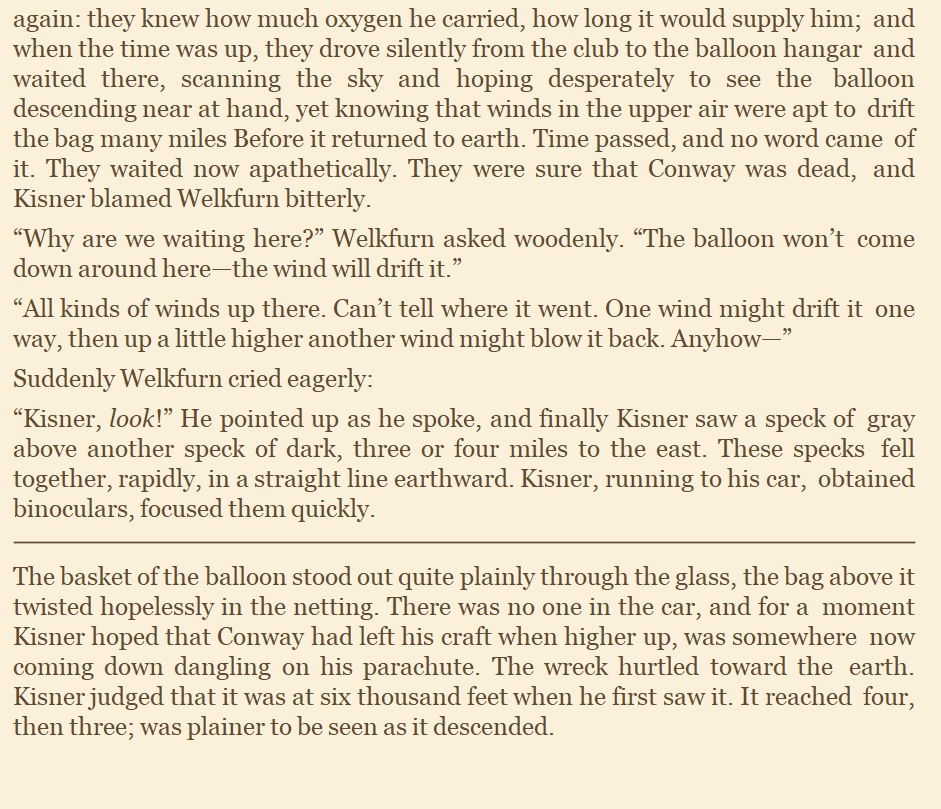 again: they knew how much oxygen he carried, how long it would supply him; and
when the time was up, they drove silently from the club to the balloon hangar and
waited there, scanning the sky and hoping desperately to see the balloon
descending near at hand, yet knowing that winds in the upper air were apt to drift
the bag many miles Before it returned to earth. Time passed, and no word came of
it. They waited now apathetically. They were sure that Conway was dead, and
Kisner blamed Welkfurn bitterly.
“Why are we waiting here?” Welkfurn asked woodenly. “The balloon won’t come
down around here—the wind will drift it.”
“All kinds of winds up there. Can’t tell where it went. One wind might drift it one
way, then up a little higher another wind might blow it back. Anyhow—”
Suddenly Welkfurn cried eagerly:
“Kisner, look!” He pointed up as he spoke, and finally Kisner saw a speck of gray
above another speck of dark, three or four miles to the east. These specks fell
together, rapidly, in a straight line earthward. Kisner, running to his car, obtained
binoculars, focused them quickly.
The basket of the balloon stood out quite plainly through the glass, the bag above it
twisted hopelessly in the netting. There was no one in the car, and for a moment
Kisner hoped that Conway had left his craft when higher up, was somewhere now
coming down dangling on his parachute. The wreck hurtled toward the earth.
Kisner judged that it was at six thousand feet when he first saw it. It reached four,
then three; was plainer to be seen as it descended.